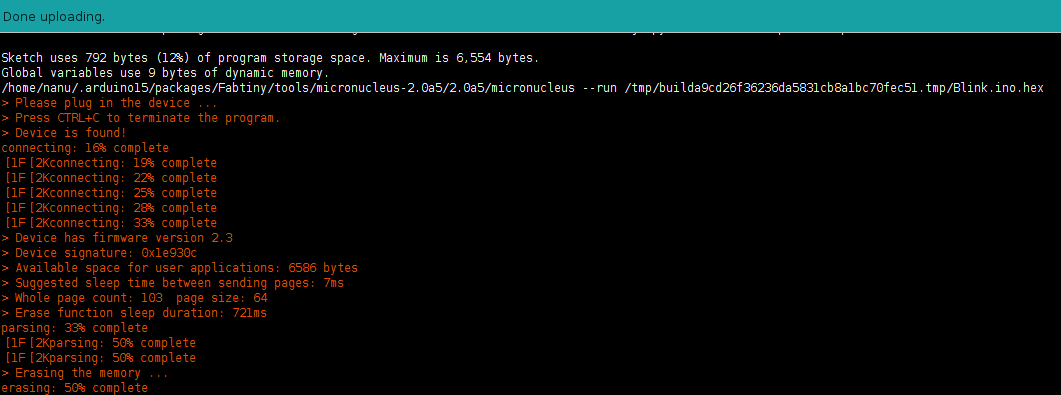 Done uploading.
Sketch uses 792 bytes (12%) of program storage space. Maximum is 6,554 bytes.
Global variables use 9 bytes of dynamic memory.
/home/nanu/.arduino15/packages/Fabtiny/tools/micronucleus-2.0a5/2.0a5/micronucleus --run /tmp/builda9cd26f36236da5831cb8a1bc70fec51.tmp/Blink.ino.hex
> Please plug in the device ...
> Press CTRL+C to terminate the program.
> Device is found!
connecting: 16% complete
[1F[2Kconnecting: 19% complete
[1F[2Kconnecting: 22% complete
[1F[2Kconnecting: 25% complete
[1F[2Kconnecting: 28% complete
[1F[2Kconnecting: 33% complete
> Device has firmware version 2.3
> Device signature: 0x1e930c
> Available space for user applications: 6586 bytes
> Suggested sleep time between sending pages: 7ms
> Whole page count: 103  page size: 64
> Erase function sleep duration: 721ms
parsing: 33% complete
[1F[2Kparsing: 50% complete
[1F[2Kparsing: 50% complete
> Erasing the memory ...
erasing: 50% complete